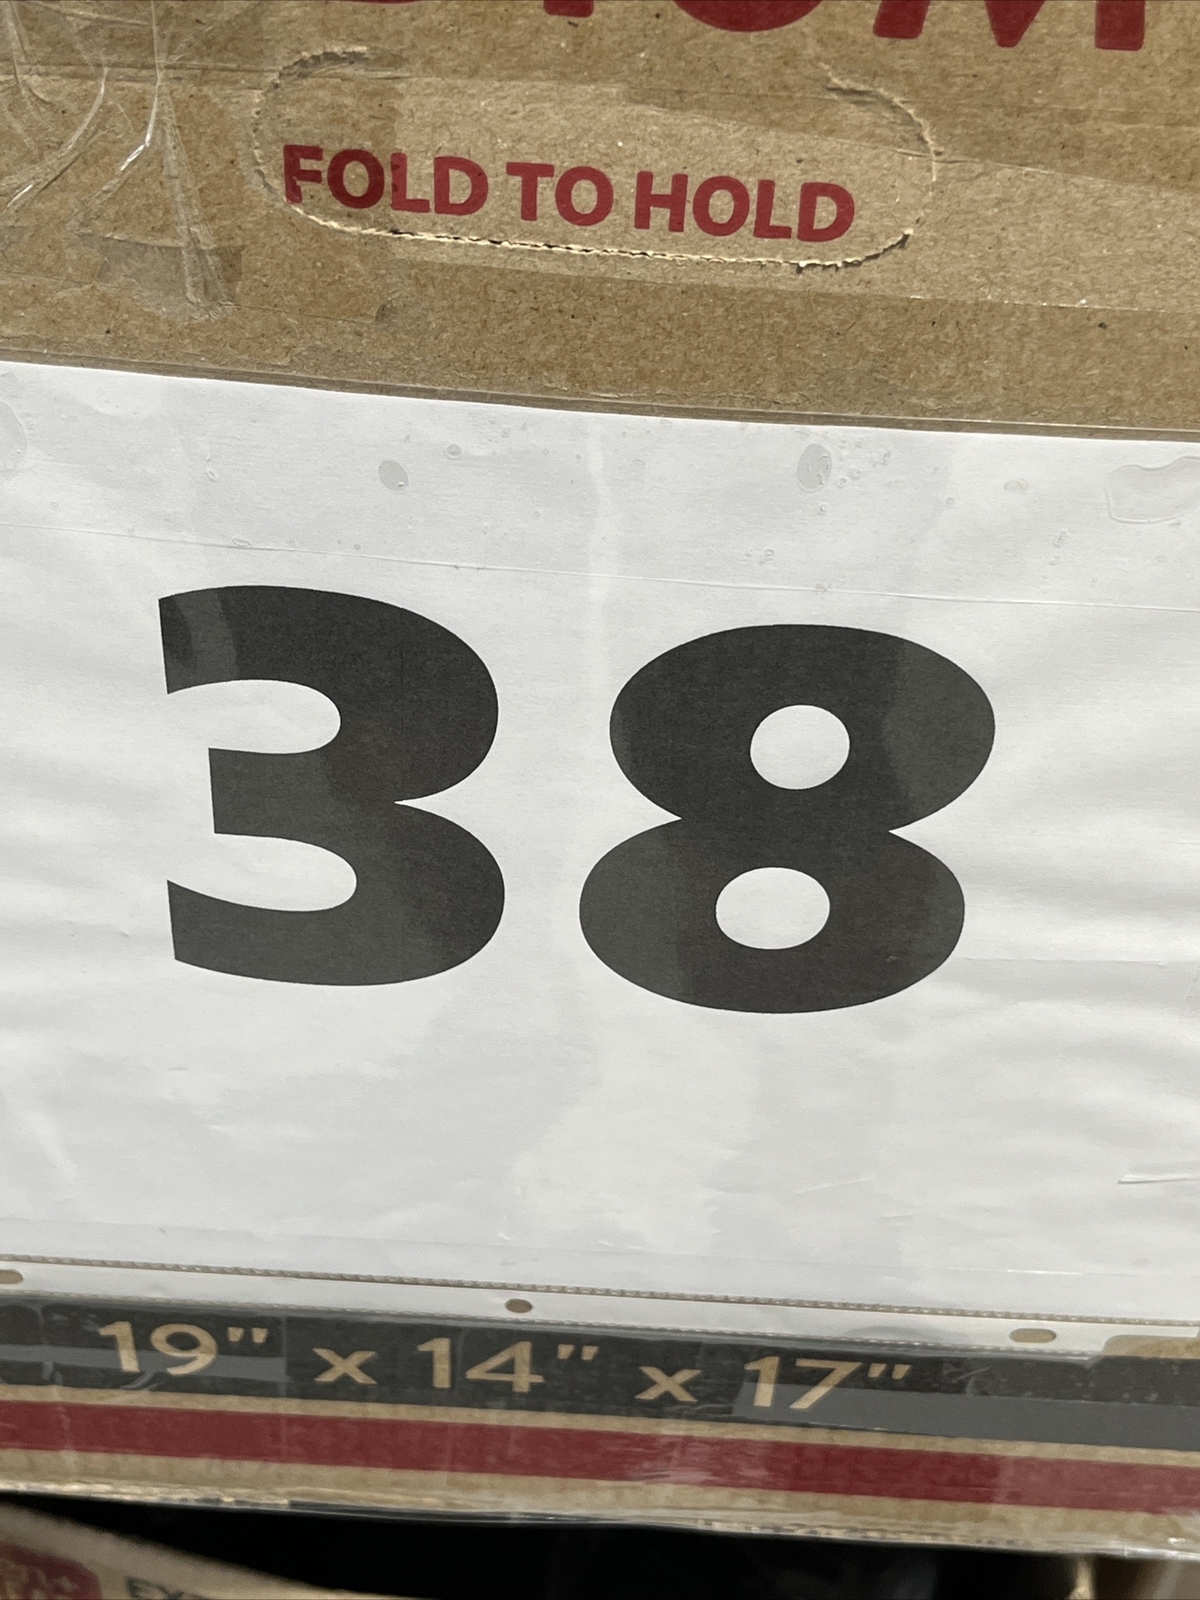 FOLD TO HOLD
38
19" x 14" x 17"